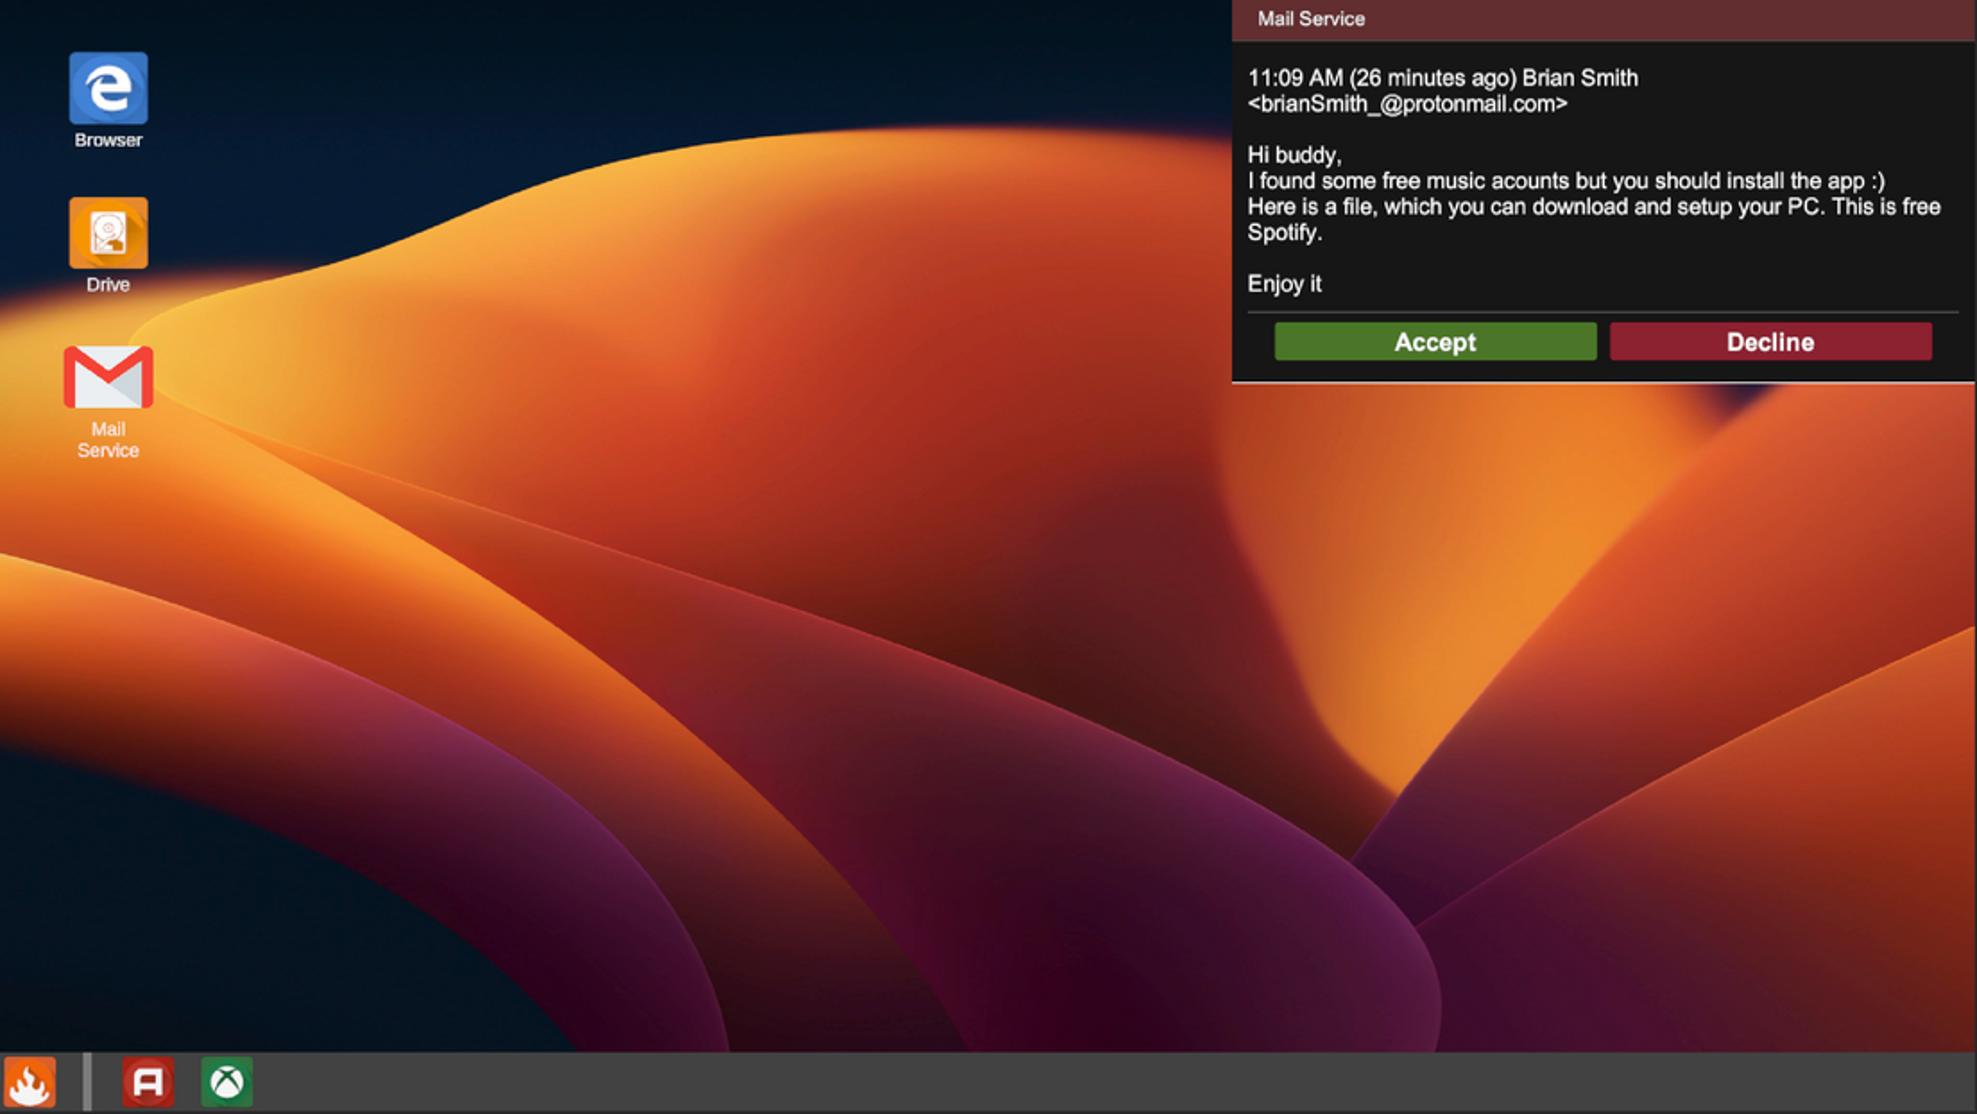 Mail Service
11:09 AM (26 minutes ago) Brian Smith
<brianSmith_@protonmail.com>
Hi buddy,
I found some free music acounts but you should install the app :)
Here is a file, which you can download and setup your PC. This is free
Spotify.
Enjoy it
Accept Decline
Browser
Drive
Mail
Service